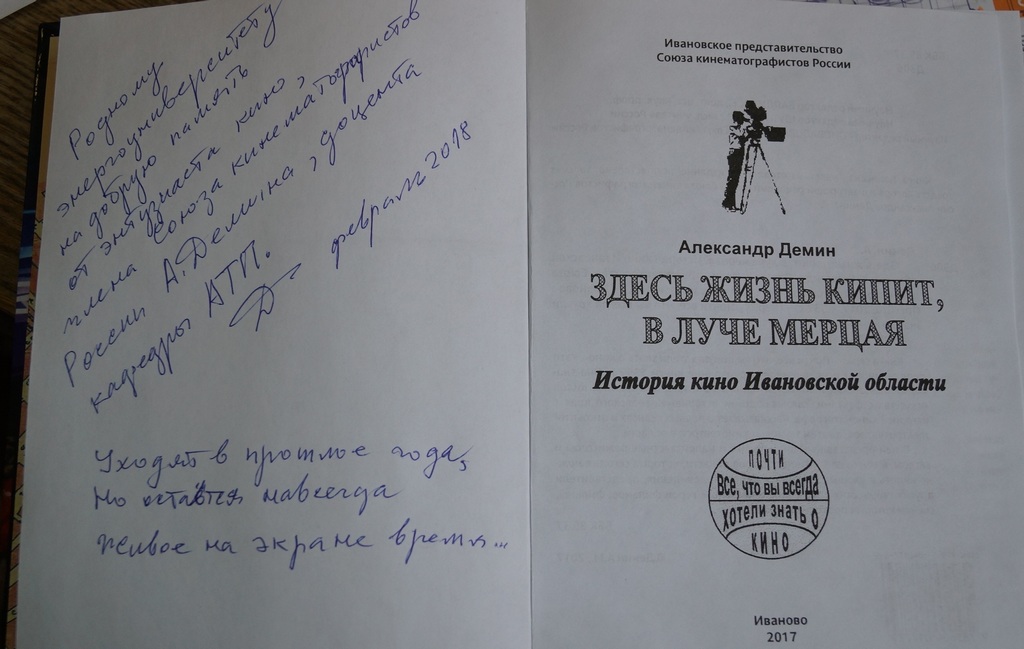 Родному
энергоуниверситету
на добрую память
от энтузиаста кино,
члена Союза кинематографистов
России А. Демина, доцента
кафедры АТП.
февраль 2018
Уходят в прошлое года,
Но остаётся навсегда
Живое на экране время...
Ивановское представительство
Союза кинематографистов России
Александр Демин
ЗДЕСЬ ЖИЗНЬ КИПИТ,
В ЛУЧЕ МЕРЦАЯ
История кино Ивановской области
ПОЧТИ
Все, что вы всегда
хотели знать о
КИНО
Иваново
2017